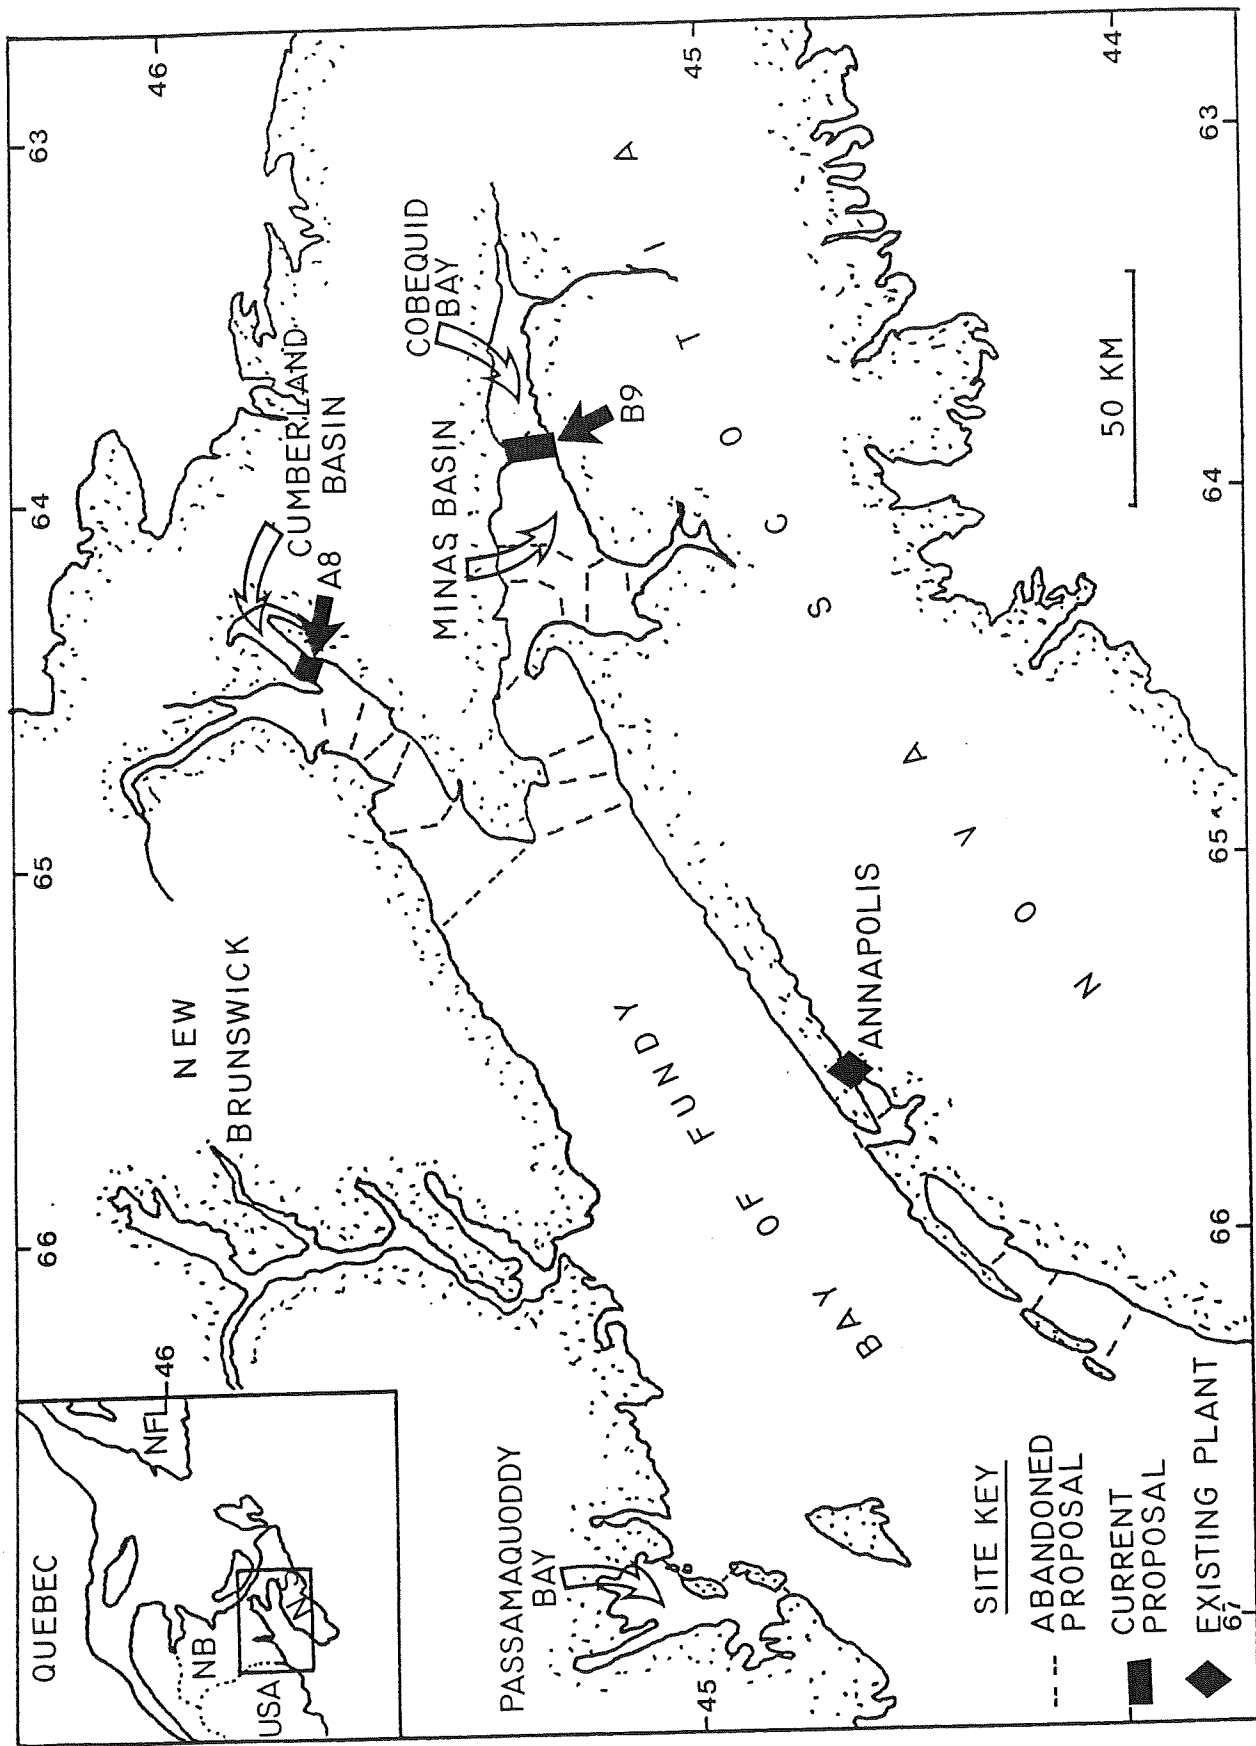 QUEBEC
NFL
46
NB
USA
NS
66
65
64
63
46
NEW
BRUNSWICK
CUMBERLAND
BASIN
A8
COBEQUID
BAY
MINAS BASIN
B9
45
PASSAMAQUODDY
BAY
BAY OF FUNDY
ANNAPOLIS
NOVA SCOTIA
45
44
SITE KEY
ABANDONED
PROPOSAL
CURRENT
PROPOSAL
EXISTING PLANT
50 KM
67
66
65
64
63